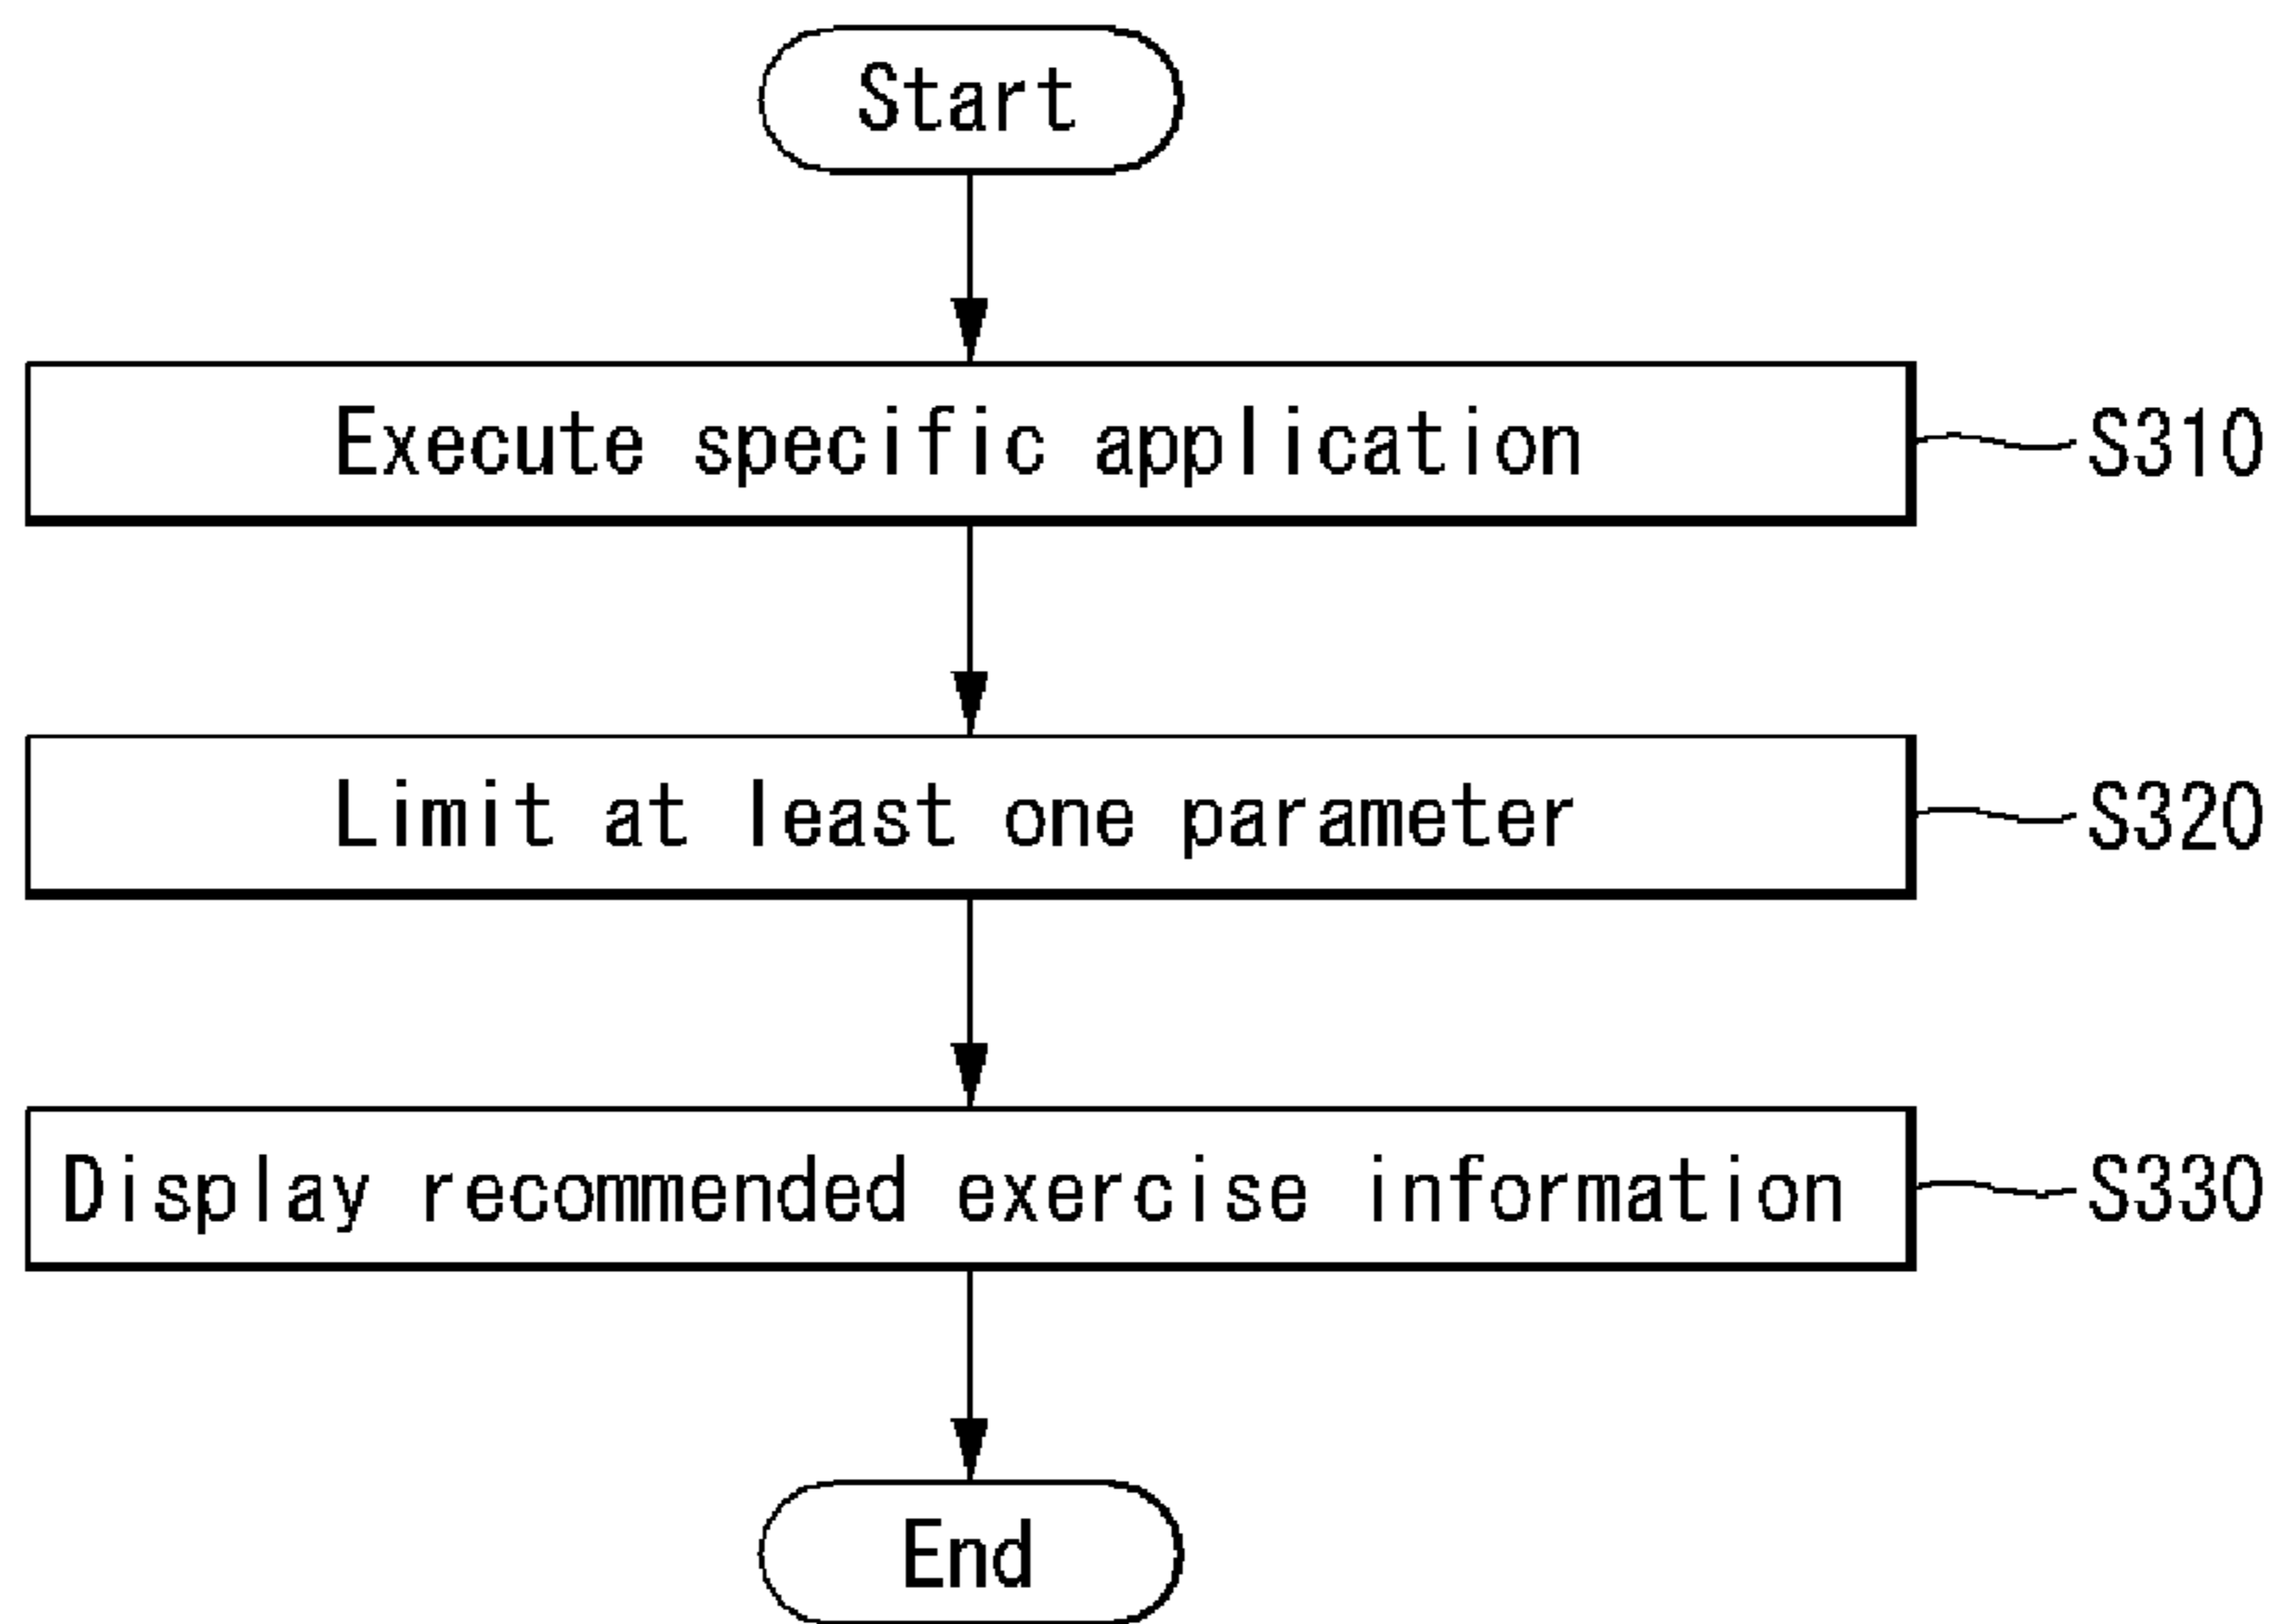 Start
Execute specific application
S310
Limit at least one parameter
S320
Display recommended exercise information
S330
End